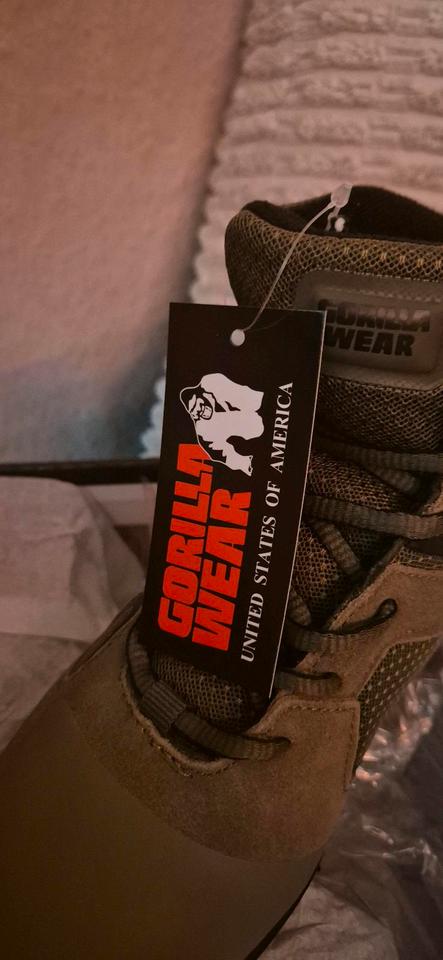 GORILLA
WEAR
GORILLA
WEAR
UNITED STATES OF AMERICA